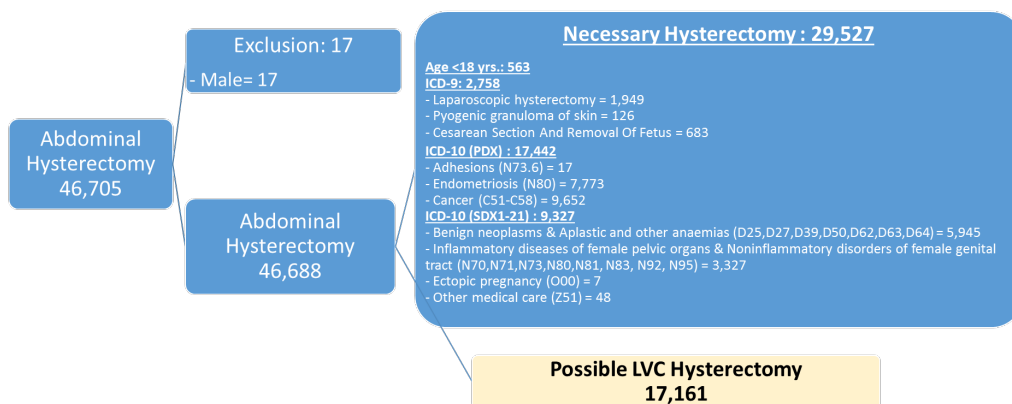 Exclusion: 17
- Male= 17
Abdominal
Hysterectomy
46,705
Abdominal
Hysterectomy
46,688
Necessary Hysterectomy : 29,527
Age <18 yrs.: 563
ICD-9: 2,758
- Laparoscopic hysterectomy = 1,949
- Pyogenic granuloma of skin = 126
- Cesarean Section And Removal Of Fetus = 683
ICD-10 (PDX) : 17,442
- Adhesions (N73.6) = 17
- Endometriosis (N80) = 7,773
- Cancer (C51-C58) = 9,652
ICD-10 (SDX1-21) : 9,327
- Benign neoplasms & Aplastic and other anaemias (D25,D27,D39,D50,D62,D63,D64) = 5,945
- Inflammatory diseases of female pelvic organs & Noninflammatory disorders of female genital
tract (N70,N71,N73,N80,N81, N83, N92, N95) = 3,327
- Ectopic pregnancy (O00) = 7
- Other medical care (Z51) = 48
Possible LVC Hysterectomy
17,161